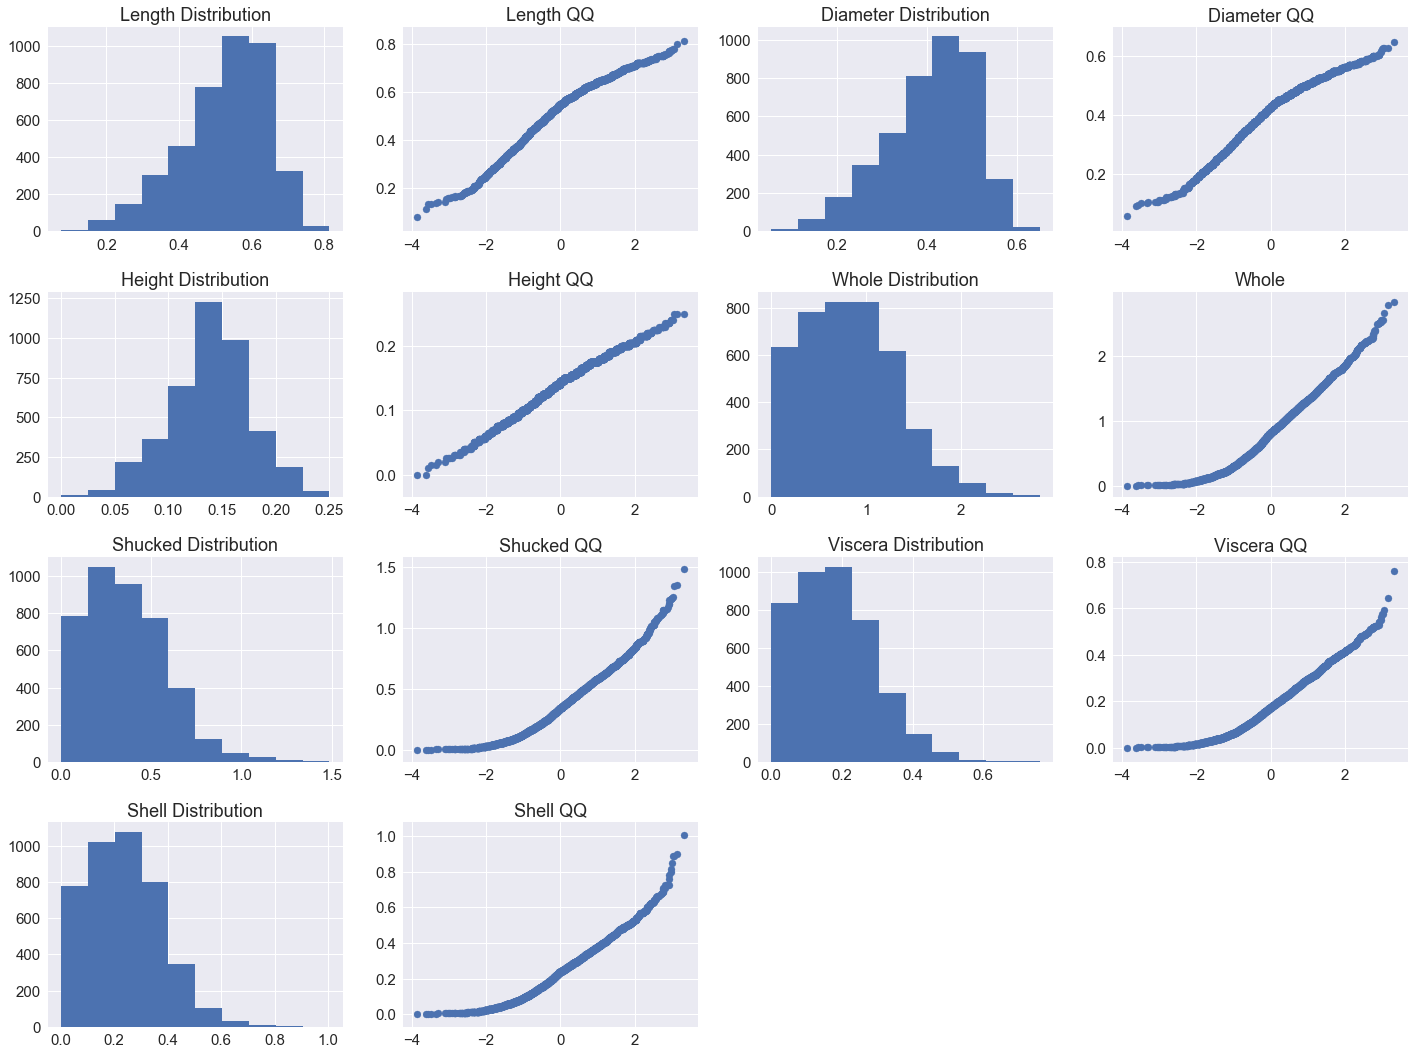 Length Distribution
1000
800
600
400
200
0
0.2 0.4 0.6 0.8
Length QQ
0.8
0.6
0.4
0.2
−4 −2 0 2
Diameter Distribution
1000
800
600
400
200
0
0.2 0.4 0.6
Diameter QQ
0.6
0.4
0.2
−4 −2 0 2
Height Distribution
1250
1000
750
500
250
0
0.00 0.05 0.10 0.15 0.20 0.25
Height QQ
0.2
0.1
0.0
−4 −2 0 2
Whole Distribution
800
600
400
200
0
0 1 2
Whole
2
1
0
−4 −2 0 2
Shucked Distribution
1000
800
600
400
200
0
0.0 0.5 1.0 1.5
Shucked QQ
1.5
1.0
0.5
0.0
−4 −2 0 2
Viscera Distribution
1000
800
600
400
200
0
0.0 0.2 0.4 0.6
Viscera QQ
0.8
0.6
0.4
0.2
0.0
−4 −2 0 2
Shell Distribution
1000
800
600
400
200
0
0.0 0.2 0.4 0.6 0.8 1.0
Shell QQ
1.0
0.8
0.6
0.4
0.2
0.0
−4 −2 0 2